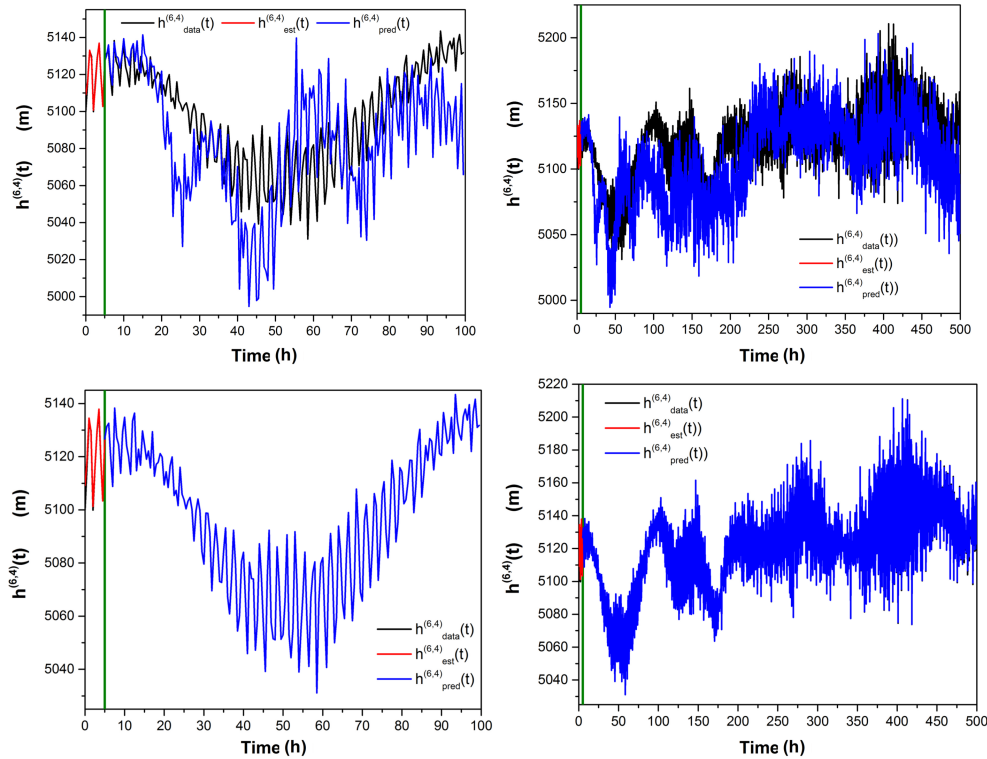 h(6,4)data(t) h(6,4)est(t) h(6,4)pred(t)
5140
5120
5100
5080
5060
5040
5020
5000
h(6,4)(t) (m)
0 10 20 30 40 50 60 70 80 90 100
Time (h)
5200
5150
5100
5050
5000
h(6,4)(t) (m)
h(6,4)data(t))
h(6,4)est(t))
h(6,4)pred(t))
0 50 100 150 200 250 300 350 400 450 500
Time (h)
5140
5120
5100
5080
5060
5040
h(6,4)(t) (m)
h(6,4)data(t)
h(6,4)est(t)
h(6,4)pred(t)
0 10 20 30 40 50 60 70 80 90 100
Time (h)
5220
5200
5180
5160
5140
5120
5100
5080
5060
5040
5020
h(6,4)(t) (m)
h(6,4)data(t)
h(6,4)est(t))
h(6,4)pred(t))
0 50 100 150 200 250 300 350 400 450 500
Time (h)